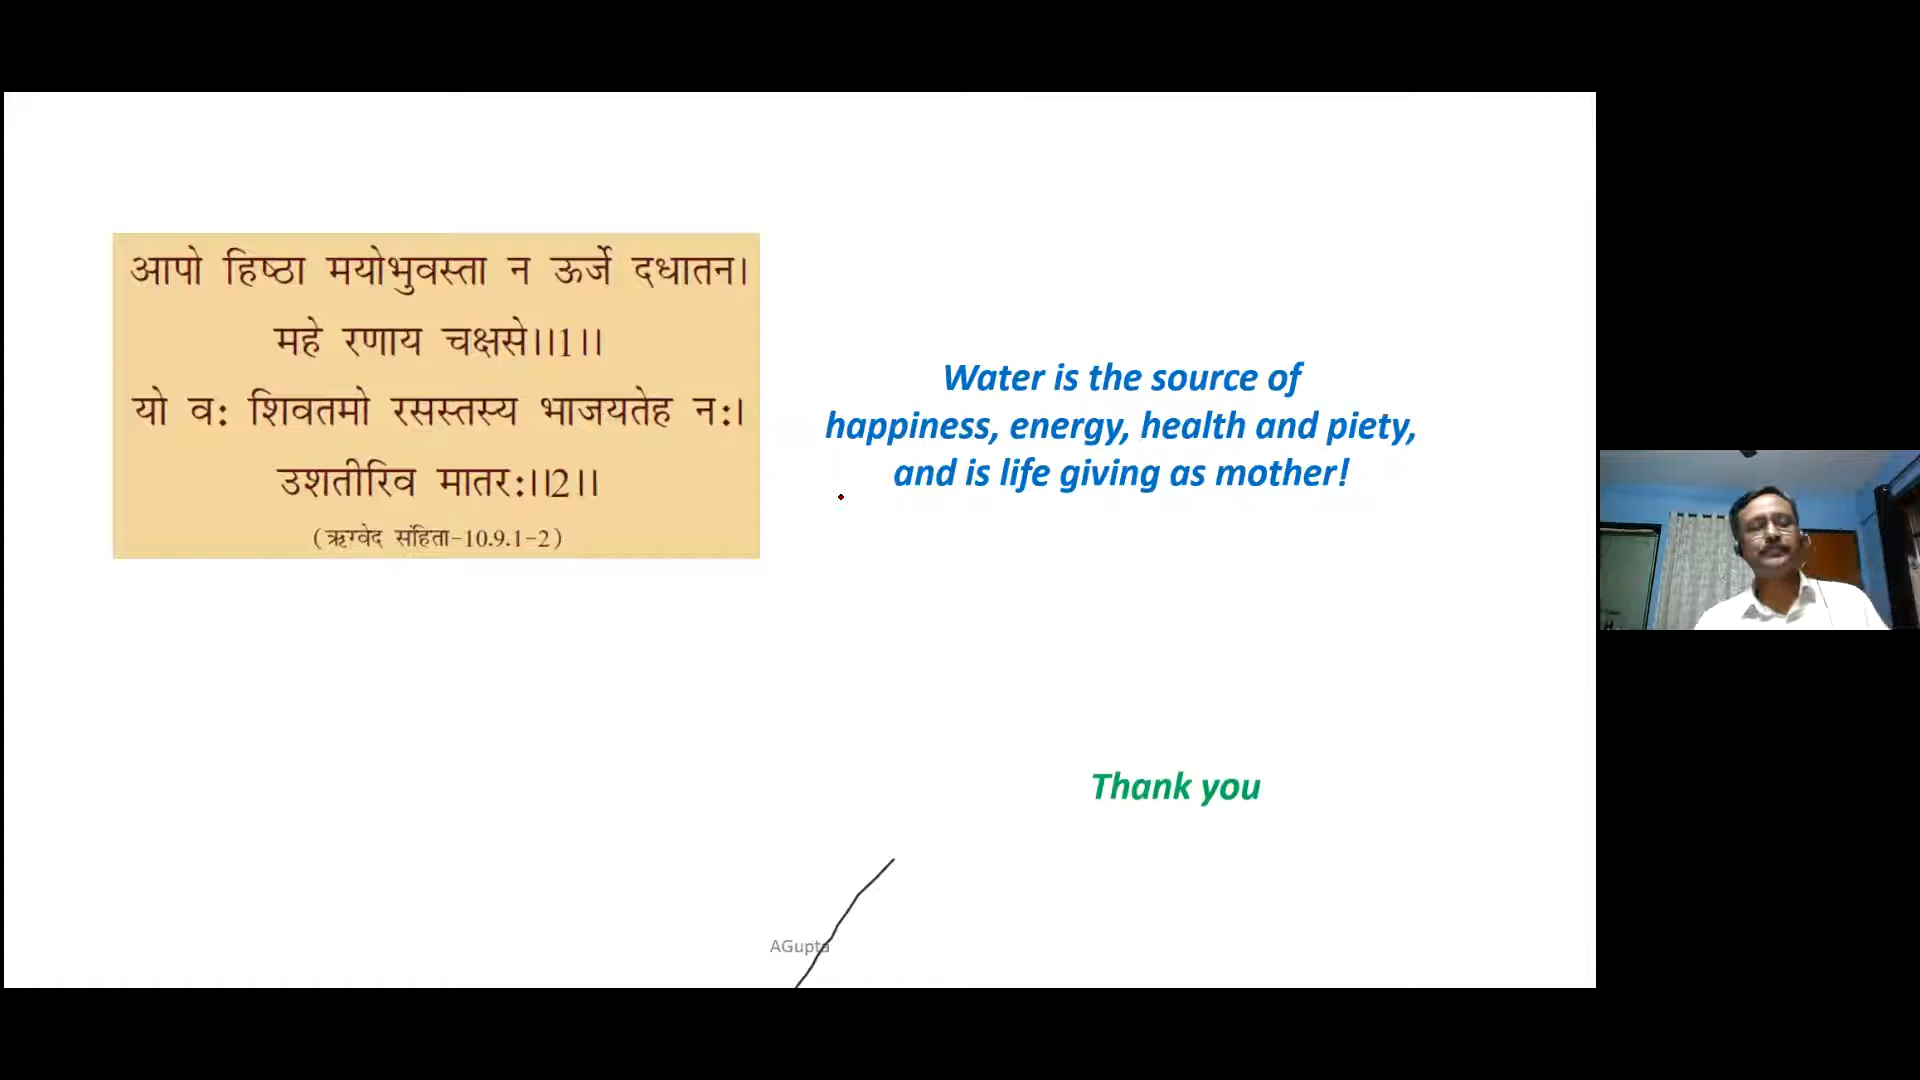 आपो हिष्ठा मयोभुवस्ता न ऊर्जे दधातन।
महे रणाय चक्षसे।।1।।
यो वः शिवतमो रसस्तस्य भाजयतेह नः।
उशतीरिव मातरः।।2।।
(ऋग्वेद संहिता-10.9.1-2)
Water is the source of
happiness, energy, health and piety,
and is life giving as mother!
Thank you
AGupta